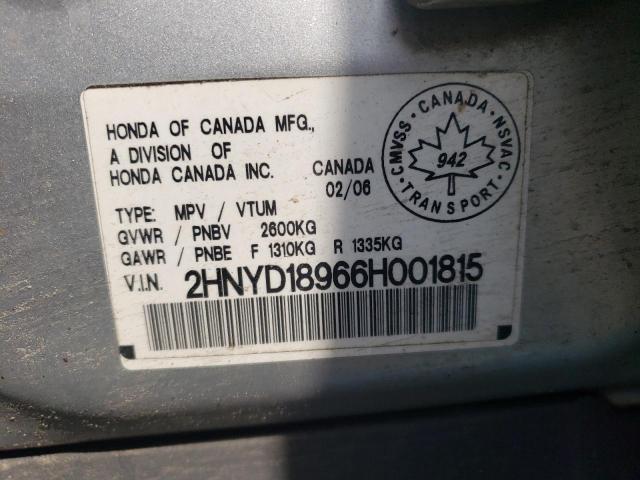 HONDA OF CANADA MFG.,
A DIVISION OF
HONDA CANADA INC.
CANADA
02/06
CMVSS • CANADA • NSVAC
942
• TRANSPORT •
TYPE: MPV / VTUM
GVWR / PNBV 2600KG
GAWR / PNBE F 1310KG R 1335KG
V.I.N. 2HNYD18966H001815